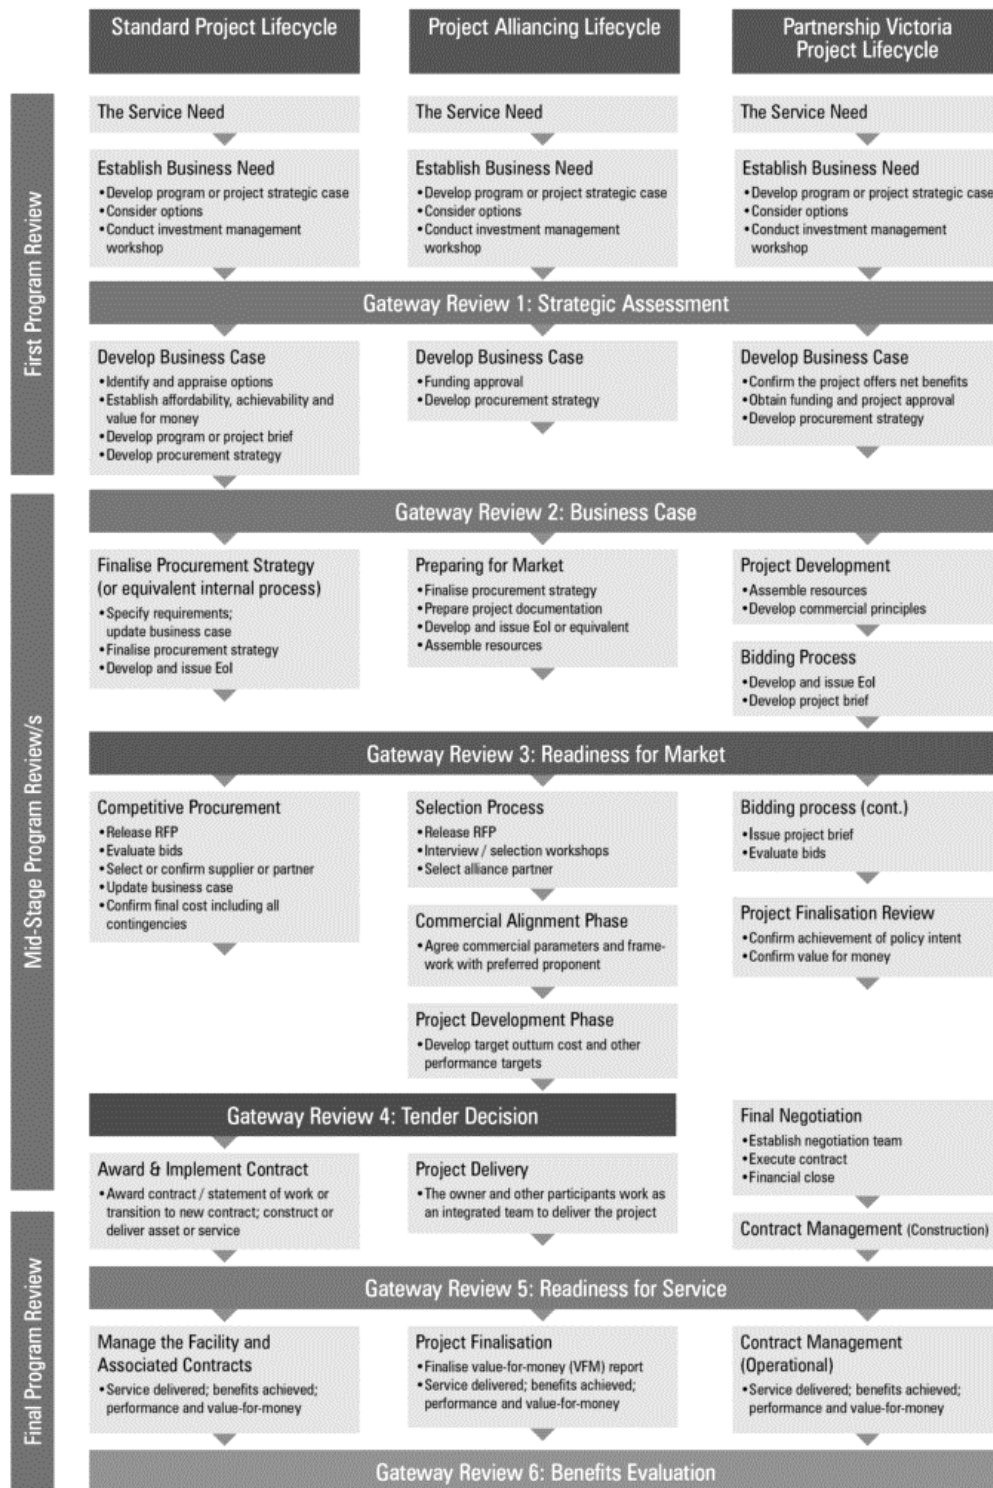 Standard Project Lifecycle
Project Alliancing Lifecycle
Partnership Victoria
Project Lifecycle
First Program Review
The Service Need
The Service Need
The Service Need
Establish Business Need
•Develop program or project strategic case
•Consider options
•Conduct investment management
workshop
Establish Business Need
•Develop program or project strategic case
•Consider options
•Conduct investment management
workshop
Establish Business Need
•Develop program or project strategic case
•Consider options
•Conduct investment management
workshop
Gateway Review 1: Strategic Assessment
Develop Business Case
•Identify and appraise options
•Establish affordability, achievability and
value for money
•Develop program or project brief
•Develop procurement strategy
Develop Business Case
•Funding approval
•Develop procurement strategy
Develop Business Case
•Confirm the project offers net benefits
•Obtain funding and project approval
•Develop procurement strategy
Mid-Stage Program Review/s
Gateway Review 2: Business Case
Finalise Procurement Strategy
(or equivalent internal process)
•Specify requirements;
update business case
•Finalise procurement strategy
•Develop and issue EoI
Preparing for Market
•Finalise procurement strategy
•Prepare project documentation
•Develop and issue EoI or equivalent
•Assemble resources
Project Development
•Assemble resources
•Develop commercial principles
Bidding Process
•Develop and issue EoI
•Develop project brief
Gateway Review 3: Readiness for Market
Competitive Procurement
•Release RFP
•Evaluate bids
•Select or confirm supplier or partner
•Update business case
•Confirm final cost including all
contingencies
Selection Process
•Release RFP
•Interview / selection workshops
•Select alliance partner
Commercial Alignment Phase
•Agree commercial parameters and frame-
work with preferred proponent
Project Development Phase
•Develop target outturn cost and other
performance targets
Bidding process (cont.)
•Issue project brief
•Evaluate bids
Project Finalisation Review
•Confirm achievement of policy intent
•Confirm value for money
Gateway Review 4: Tender Decision
Award & Implement Contract
•Award contract / statement of work or
transition to new contract; construct or
deliver asset or service
Project Delivery
•The owner and other participants work as
an integrated team to deliver the project
Final Negotiation
•Establish negotiation team
•Execute contract
•Financial close
Contract Management (Construction)
Final Program Review
Gateway Review 5: Readiness for Service
Manage the Facility and
Associated Contracts
•Service delivered; benefits achieved;
performance and value-for-money
Project Finalisation
•Finalise value-for-money (VFM) report
•Service delivered; benefits achieved;
performance and value-for-money
Contract Management
(Operational)
•Service delivered; benefits achieved;
performance and value-for-money
Gateway Review 6: Benefits Evaluation